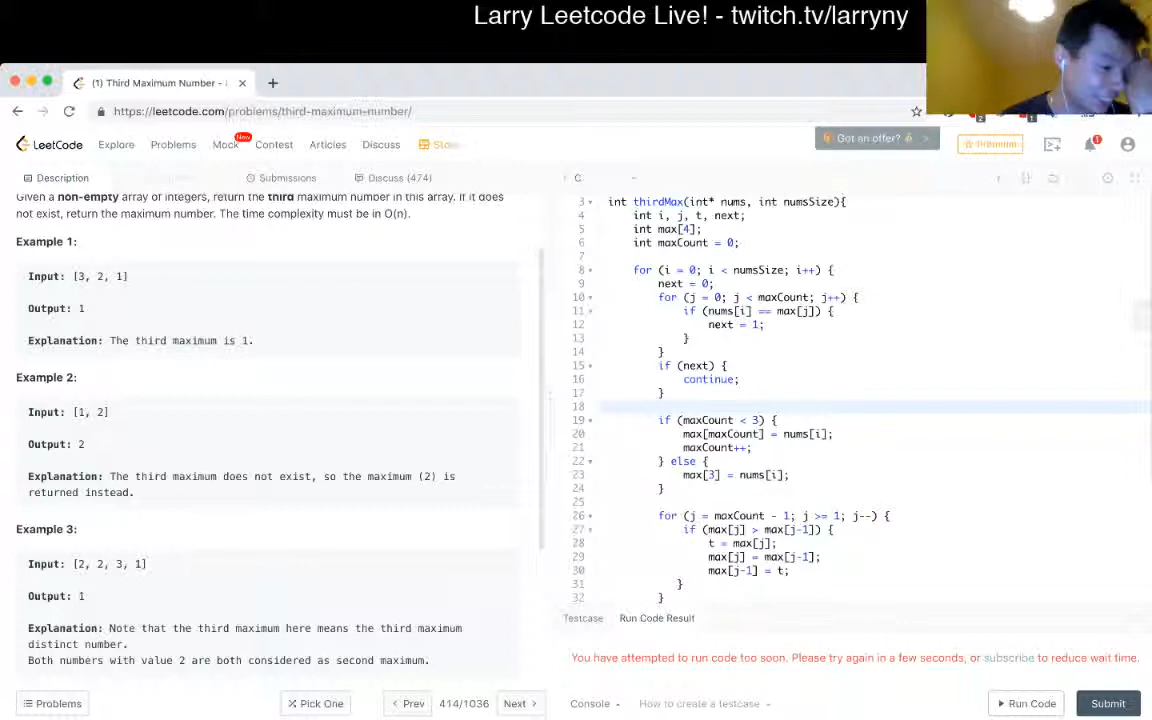 Larry Leetcode Live! - twitch.tv/larryny
(1) Third Maximum Number -
https://leetcode.com/problems/third-maximum-number/
LeetCode Explore Problems Mock New Contest Articles Discuss
Got an offer?
Premium
1
Description Submissions Discuss (474)
C
Given a non-empty array of integers, return the third maximum number in this array. If it does
not exist, return the maximum number. The time complexity must be in O(n).
Example 1:
Input: [3, 2, 1]
Output: 1
Explanation: The third maximum is 1.
Example 2:
Input: [1, 2]
Output: 2
Explanation: The third maximum does not exist, so the maximum (2) is
returned instead.
Example 3:
Input: [2, 2, 3, 1]
Output: 1
Explanation: Note that the third maximum here means the third maximum
distinct number.
Both numbers with value 2 are both considered as second maximum.
3 int thirdMax(int* nums, int numsSize){
4 int i, j, t, next;
5 int max[4];
6 int maxCount = 0;
7
8 for (i = 0; i < numsSize; i++) {
9 next = 0;
10 for (j = 0; j < maxCount; j++) {
11 if (nums[i] == max[j]) {
12 next = 1;
13 }
14 }
15 if (next) {
16 continue;
17 }
18
19 if (maxCount < 3) {
20 max[maxCount] = nums[i];
21 maxCount++;
22 } else {
23 max[3] = nums[i];
24 }
25
26 for (j = maxCount - 1; j >= 1; j--) {
27 if (max[j] > max[j-1]) {
28 t = max[j];
29 max[j] = max[j-1];
30 max[j-1] = t;
31 }
32 }
Testcase Run Code Result
You have attempted to run code too soon. Please try again in a few seconds, or subscribe to reduce wait time.
Problems Pick One < Prev 414/1036 Next > Console How to create a testcase Run Code Submit